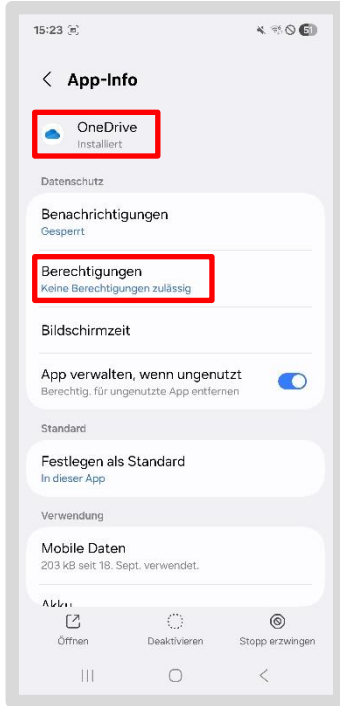 15:23
51
App-Info
OneDrive
Installiert
Datenschutz
Benachrichtigungen
Gesperrt
Berechtigungen
Keine Berechtigungen zulässig
Bildschirmzeit
App verwalten, wenn ungenutzt
Berechtig. für ungenutzte App entfernen
Standard
Festlegen als Standard
In dieser App
Verwendung
Mobile Daten
203 kB seit 18. Sept. verwendet.
Akku
Öffnen
Deaktivieren
Stopp erzwingen